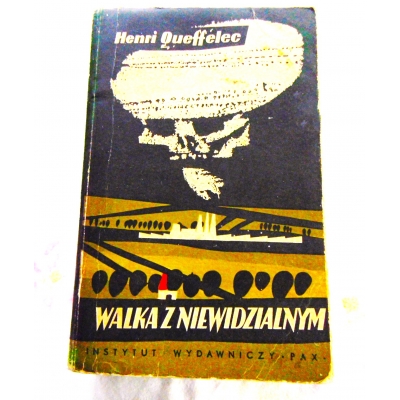 Henri Queffélec
WALKA Z NIEWIDZIALNYM
INSTYTUT WYDAWNICZY • PAX •